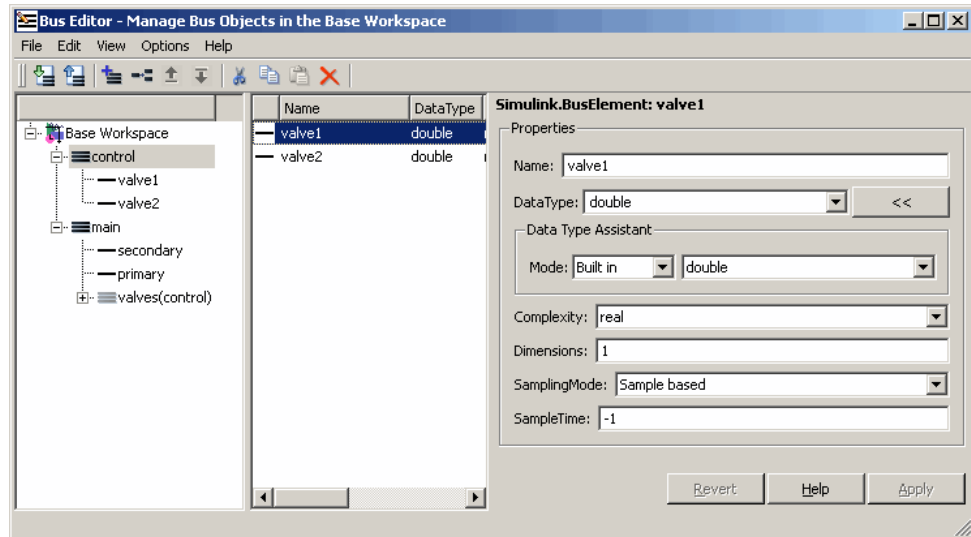 Bus Editor - Manage Bus Objects in the Base Workspace
File Edit View Options Help
Base Workspace
control
valve1
valve2
main
secondary
primary
valves(control)
Name DataType
valve1 double
valve2 double
Simulink.BusElement: valve1
Properties
Name: valve1
DataType: double <<
Data Type Assistant
Mode: Built in double
Complexity: real
Dimensions: 1
SamplingMode: Sample based
SampleTime: -1
Revert Help Apply